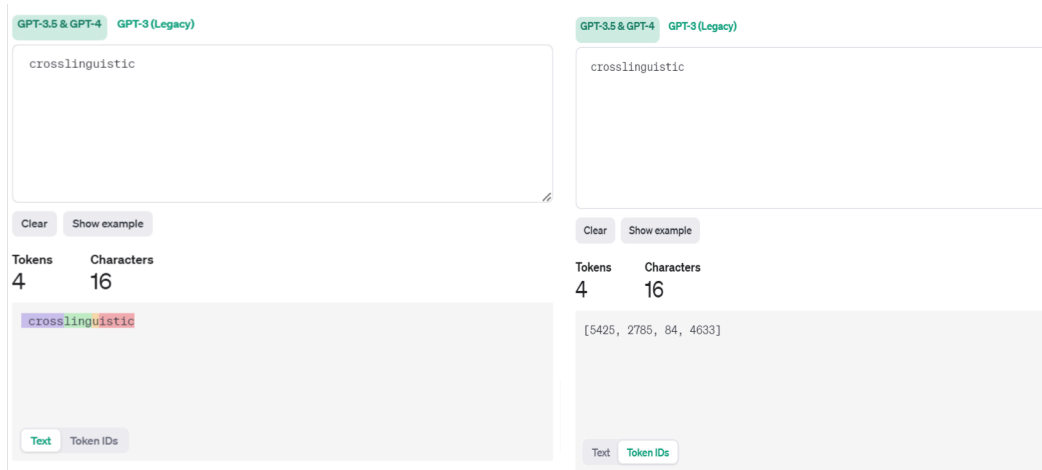 GPT-3.5 & GPT-4 GPT-3 (Legacy)
crosslinguistic
Clear Show example
Tokens Characters
4 16
crosslinguistic
Text Token IDs
GPT-3.5 & GPT-4 GPT-3 (Legacy)
crosslinguistic
Clear Show example
Tokens Characters
4 16
[5425, 2785, 84, 4633]
Text Token IDs